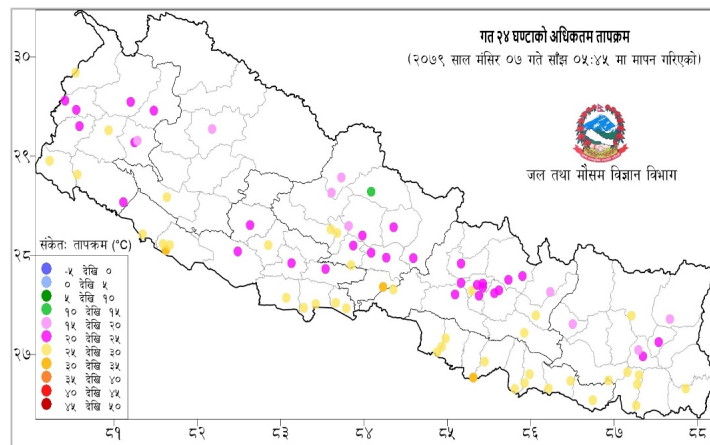 गत २४ घण्टाको अधिकतम तापक्रम
(२०७९ साल मंसिर ०७ गते साँझ ०५:४५ मा मापन गरिएको)
जल तथा मौसम विज्ञान विभाग
३०
२९
२८
२७
संकेतः तापक्रम (°C)
-५ देखि ०
० देखि ५
५ देखि १०
१० देखि १५
१५ देखि २०
२० देखि २५
२५ देखि ३०
३० देखि ३५
३५ देखि ४०
४० देखि ४५
४५ देखि ५०
८१ ८२ ८३ ८४ ८५ ८६ ८७ ८८